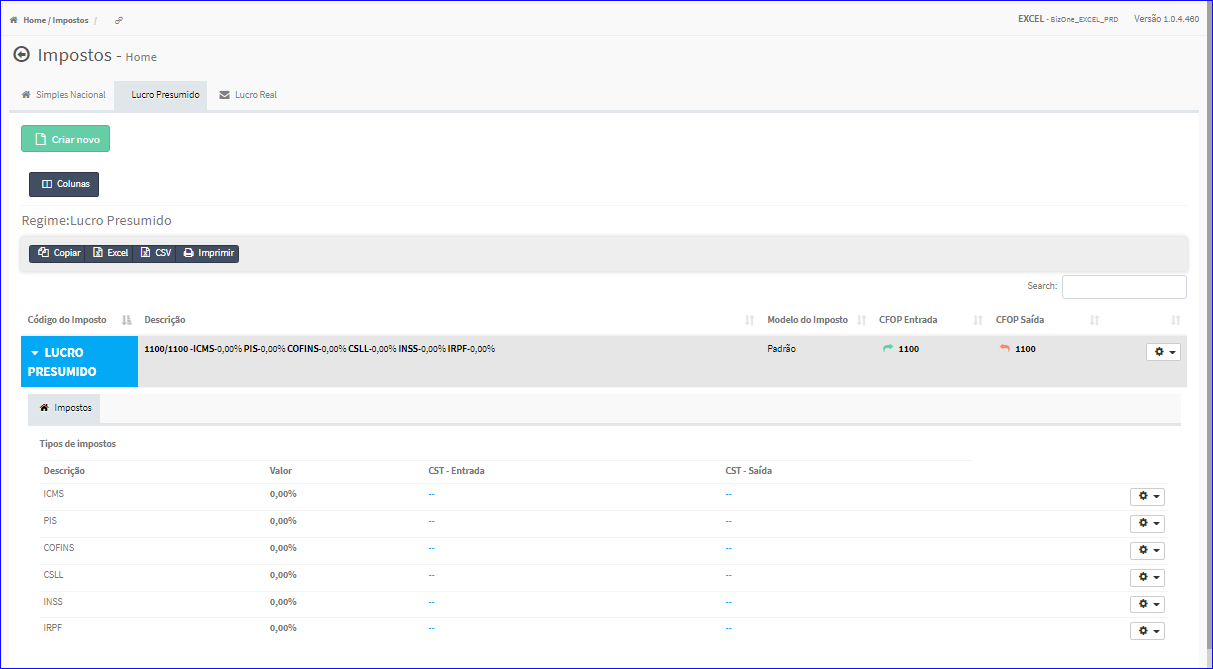 Home / Impostos /
EXCEL - BizOne_EXCEL_PRD Versão 1.0.4.460
Impostos - Home
Simples Nacional Lucro Presumido Lucro Real
Criar novo
Colunas
Regime:Lucro Presumido
Copiar Excel CSV Imprimir
Search:
Código do Imposto Descrição Modelo do Imposto CFOP Entrada CFOP Saída
LUCRO PRESUMIDO 1100/1100 -ICMS-0,00% PIS-0,00% COFINS-0,00% CSLL-0,00% INSS-0,00% IRPF-0,00% Padrão 1100 1100
Impostos
Tipos de impostos
Descrição Valor CST - Entrada CST - Saída
ICMS 0,00% -- --
PIS 0,00% -- --
COFINS 0,00% -- --
CSLL 0,00% -- --
INSS 0,00% -- --
IRPF 0,00% -- --